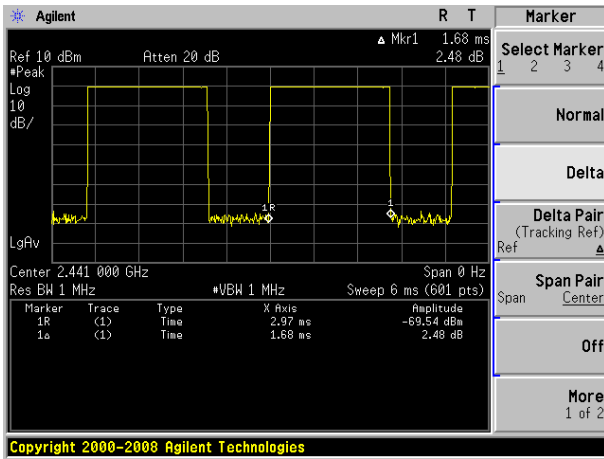 Agilent R T
Δ Mkr1 1.68 ms
Ref 10 dBm Atten 20 dB 2.48 dB
#Peak
Log
10
dB/
1R
1
LgAv
Center 2.441 000 GHz Span 0 Hz
Res BW 1 MHz #VBW 1 MHz Sweep 6 ms (601 pts)
Marker Trace Type X Axis Amplitude
1R (1) Time 2.97 ms -69.54 dBm
1Δ (1) Time 1.68 ms 2.48 dB
Copyright 2000-2008 Agilent Technologies
Marker
Select Marker
1 2 3 4
Normal
Delta
Delta Pair
(Tracking Ref)
Ref Δ
Span Pair
Span Center
Off
More
1 of 2